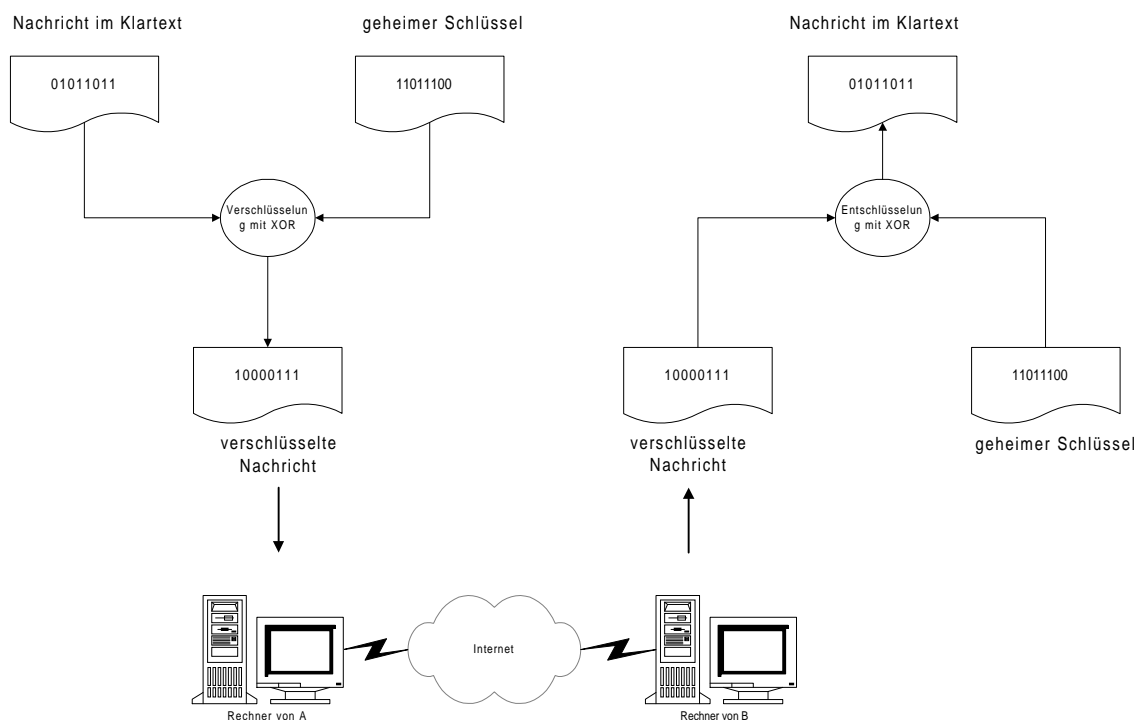 Nachricht im Klartext
geheimer Schlüssel
Nachricht im Klartext
01011011
11011100
01011011
Verschlüsselun
g mit XOR
Entschlüsselun
g mit XOR
10000111
10000111
11011100
verschlüsselte
Nachricht
verschlüsselte
Nachricht
geheimer Schlüssel
Internet
Rechner von A
Rechner von B